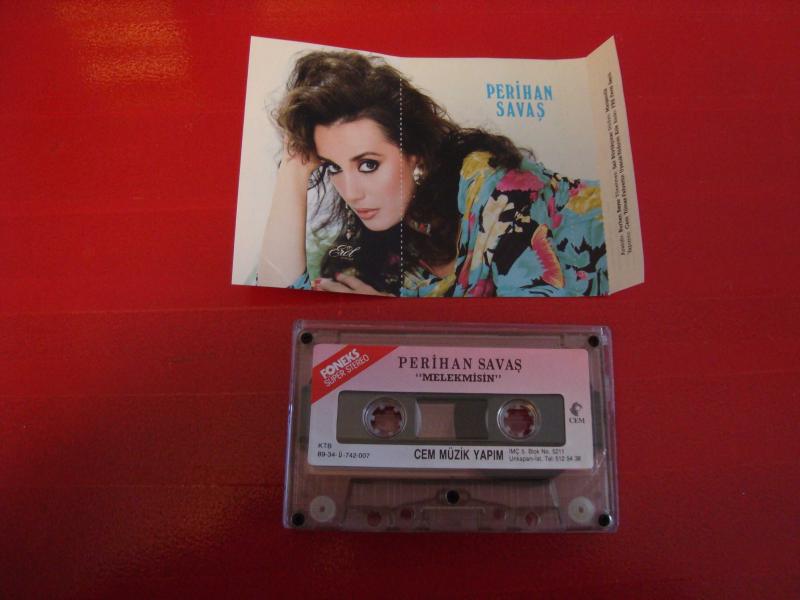 PERİHAN
SAVAŞ
Erol
FONEKS
SÜPER STEREO
PERİHAN SAVAŞ
"MELEKMİSİN"
CEM
KTB
89-34-Ü-742-007
CEM MÜZİK YAPIM
İMÇ 5. Blok No. 5211
Unkapanı-İst. Tel: 512 54 38